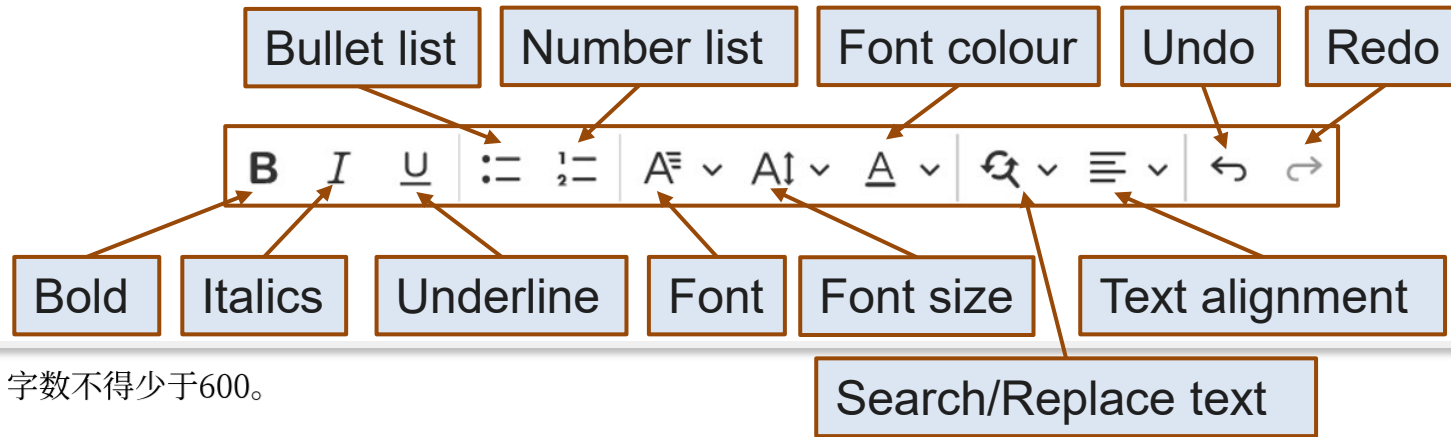 Bullet list Number list Font colour Undo Redo
B I U A A A
Bold Italics Underline Font Font size Text alignment
字数不得少于600。
Search/Replace text